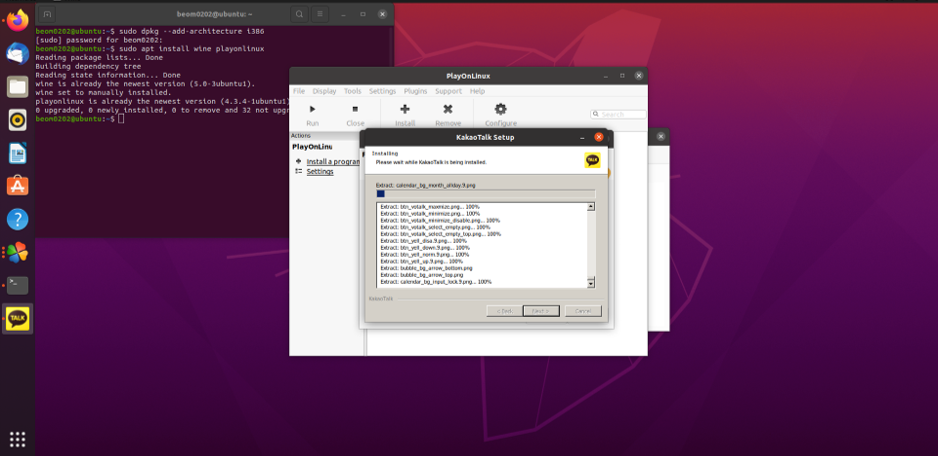 beom0202@ubuntu: ~
beom0202@ubuntu:~$ sudo dpkg --add-architecture i386
[sudo] password for beom0202:
beom0202@ubuntu:~$ sudo apt install wine playonlinux
Reading package lists... Done
Building dependency tree
Reading state information... Done
wine is already the newest version (5.0-3ubuntu1).
wine set to manually installed.
playonlinux is already the newest version (4.3.4-1ubuntu1)
0 upgraded, 0 newly installed, 0 to remove and 32 not upgr
beom0202@ubuntu:~$
PlayOnLinux
File Display Tools Settings Plugins Support Help
Run Close Install Remove Configure
Search
Actions
PlayOnLinu
Install a program
Settings
KakaoTalk Setup
Installing
Please wait while KakaoTalk is being installed.
TALK
Extract: calendar_bg_month_allday.9.png
Extract: btn_votalk_maxmize.png... 100%
Extract: btn_votalk_minimize.png... 100%
Extract: btn_votalk_minimize_disable.png... 100%
Extract: btn_votalk_select_empty.png... 100%
Extract: btn_votalk_select_empty_top.png... 100%
Extract: btn_yell_disa.9.png... 100%
Extract: btn_yell_down.9.png... 100%
Extract: btn_yell_norm.9.png... 100%
Extract: btn_yell_up.9.png... 100%
Extract: bubble_bg_arrow_bottom.png
Extract: bubble_bg_arrow_top.png
Extract: calendar_bg_input_lock.9.png... 100%
KakaoTalk
< Back Next > Cancel
TALK